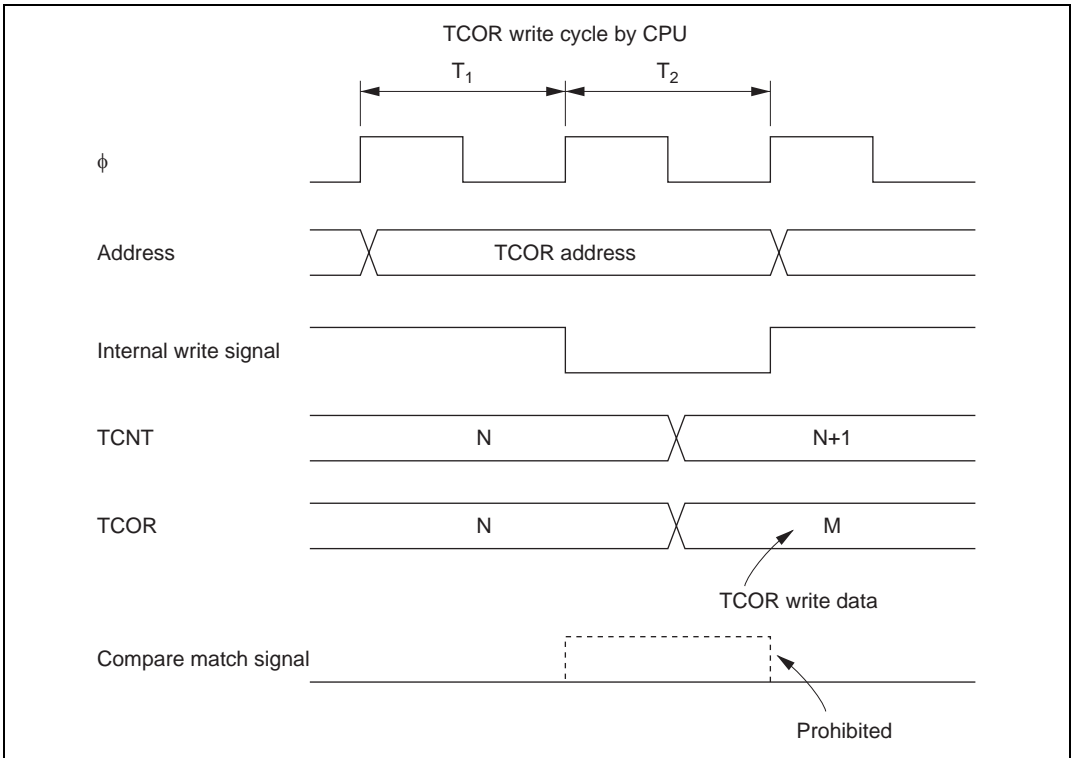 TCOR write cycle by CPU
T1 T2
ϕ
Address TCOR address
Internal write signal
TCNT N N+1
TCOR N M
TCOR write data
Compare match signal
Prohibited